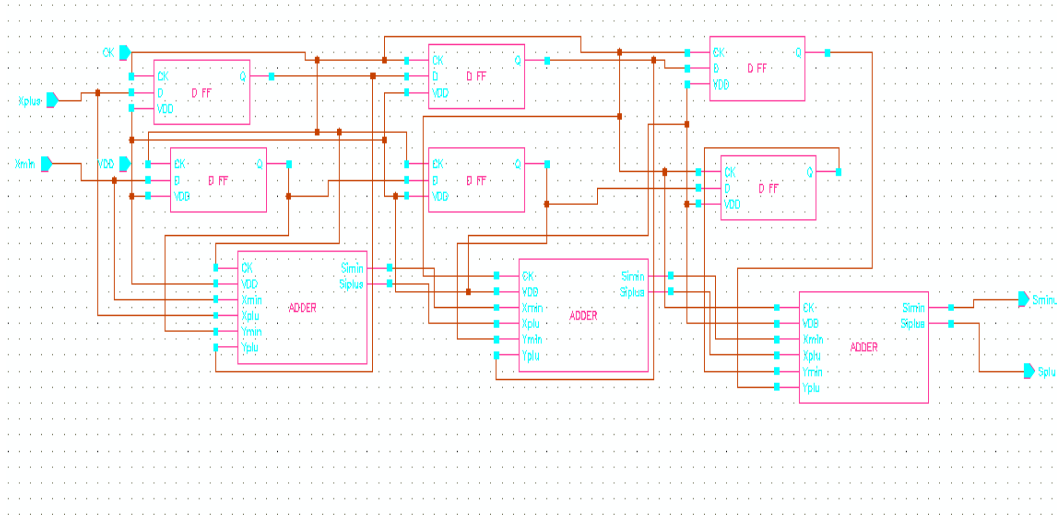 CK
Xplus
Xmin
VDD
CK
D
VDD
Q
D FF
CK
D
VDD
Q
D FF
CK
D
VDD
Q
D FF
CK
D
VDD
Q
D FF
CK
D
VDD
Q
D FF
CK
D
VDD
Q
D FF
CK
VDD
Xmin
Xplu
Ymin
Yplu
ADDER
Simin
Siplus
CK
VDD
Xmin
Xplu
Ymin
Yplu
ADDER
Simin
Siplus
CK
VDD
Xmin
Xplu
Ymin
Yplu
ADDER
Simin
Siplus
Sminu
Splu